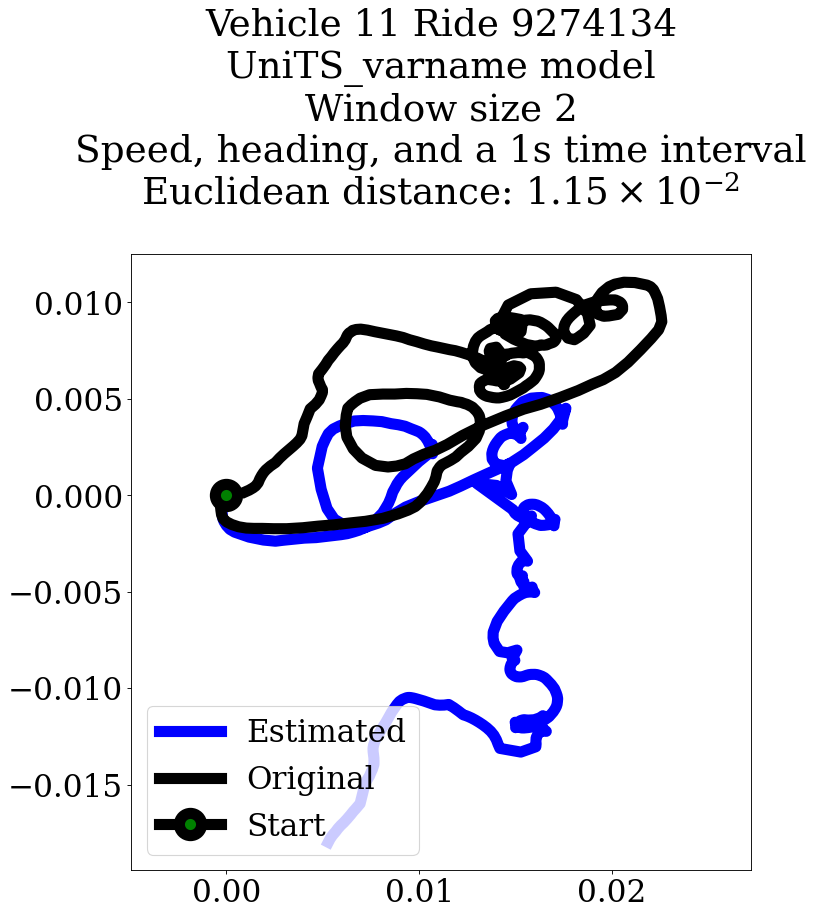 Vehicle 11 Ride 9274134
UniTS_varname model
Window size 2
Speed, heading, and a 1s time interval
Euclidean distance: 1.15 × 10⁻²
0.010
0.005
0.000
−0.005
−0.010
−0.015
Estimated
Original
Start
0.00 0.01 0.02